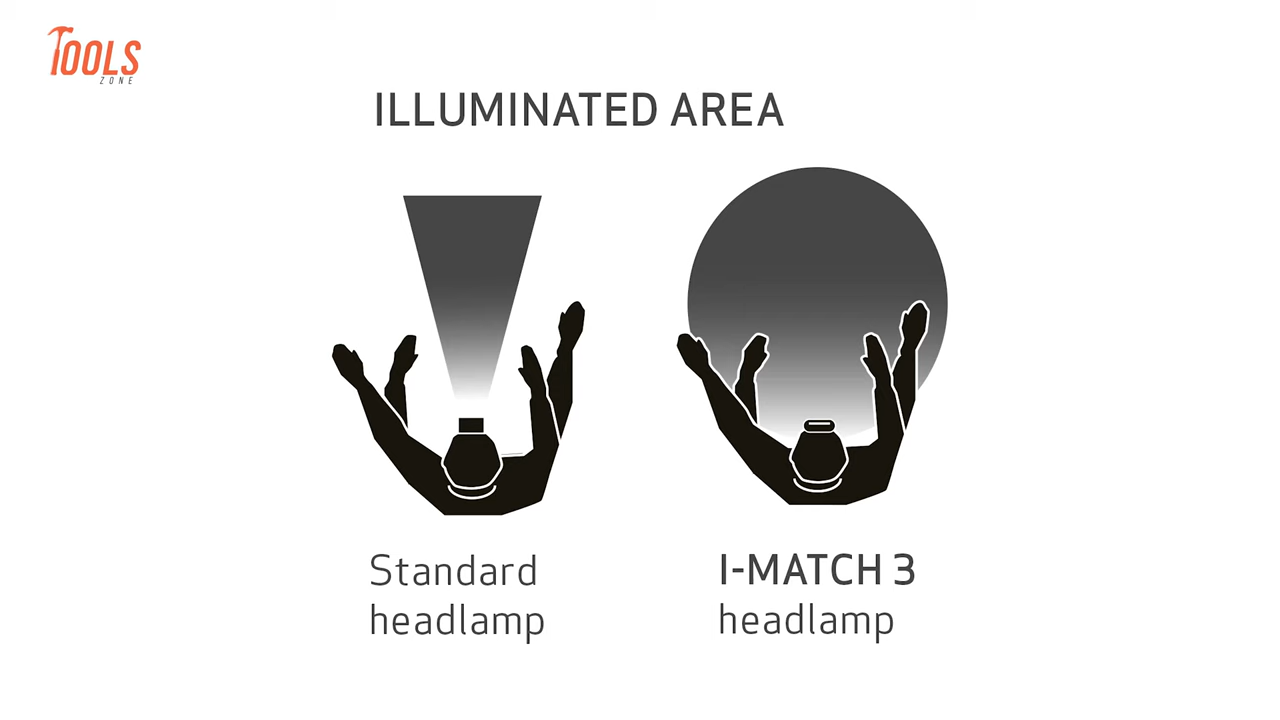 TOOLS
ZONE
ILLUMINATED AREA
Standard
headlamp
I-MATCH 3
headlamp